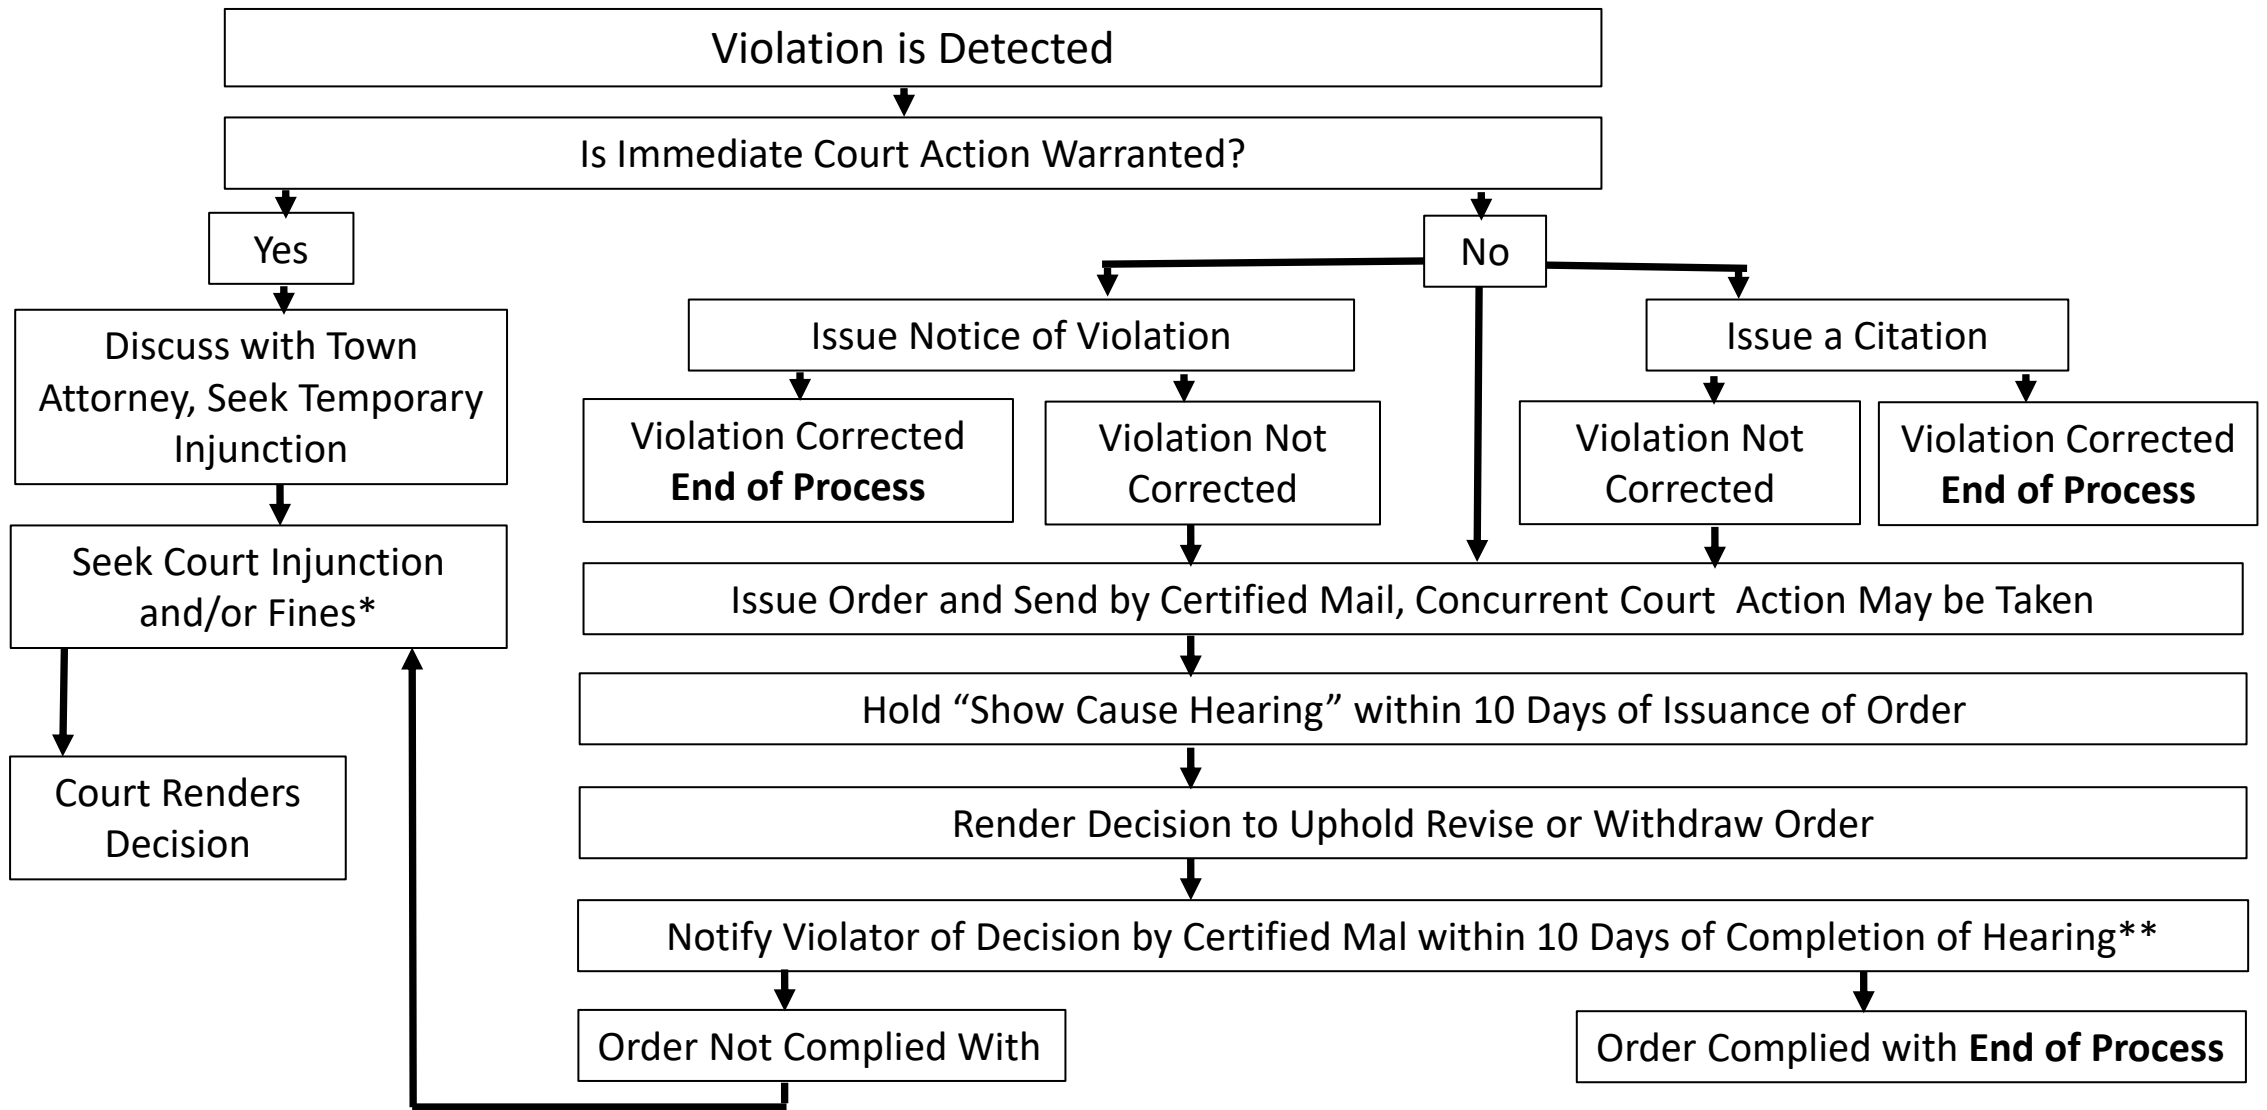 Violation is Detected
Is Immediate Court Action Warranted?
Yes
No
Discuss with Town
Attorney, Seek Temporary
Injunction
Issue Notice of Violation
Issue a Citation
Violation Corrected
End of Process
Violation Not
Corrected
Violation Not
Corrected
Violation Corrected
End of Process
Seek Court Injunction
and/or Fines*
Issue Order and Send by Certified Mail, Concurrent Court Action May be Taken
Hold “Show Cause Hearing” within 10 Days of Issuance of Order
Court Renders
Decision
Render Decision to Uphold Revise or Withdraw Order
Notify Violator of Decision by Certified Mal within 10 Days of Completion of Hearing**
Order Not Complied With
Order Complied with End of Process